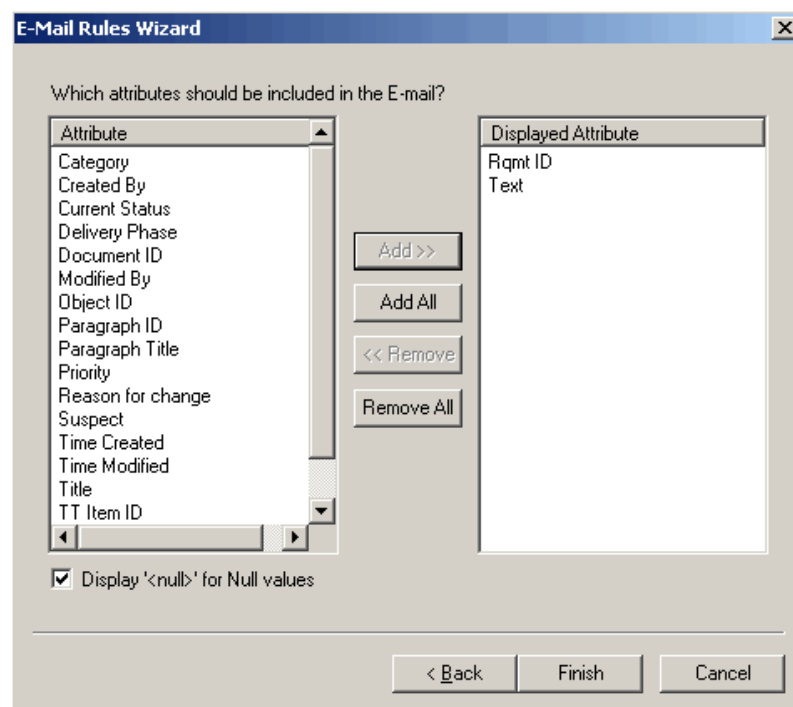 E-Mail Rules Wizard
Which attributes should be included in the E-mail?
Attribute
Category
Created By
Current Status
Delivery Phase
Document ID
Modified By
Object ID
Paragraph ID
Paragraph Title
Priority
Reason for change
Suspect
Time Created
Time Modified
Title
TT Item ID
Add >>
Add All
<< Remove
Remove All
Displayed Attribute
Rqmt ID
Text
Display '<null>' for Null values
< Back
Finish
Cancel